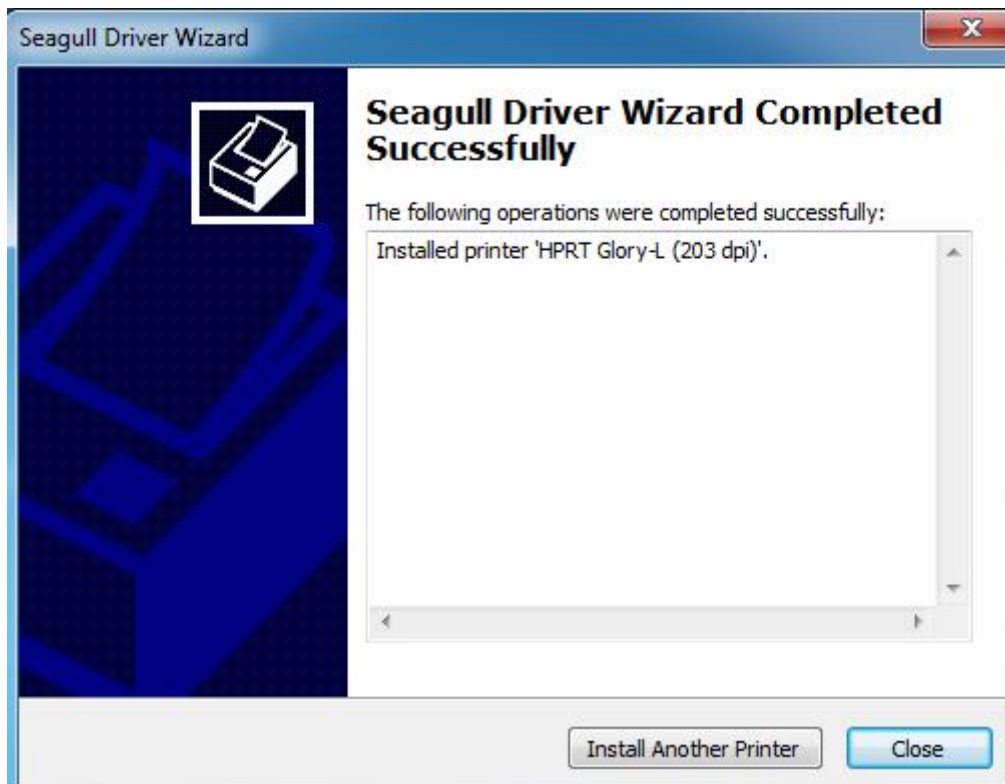 Seagull Driver Wizard
Seagull Driver Wizard Completed
Successfully
The following operations were completed successfully:
Installed printer 'HPRT Glory-L (203 dpi)'.
Install Another Printer
Close